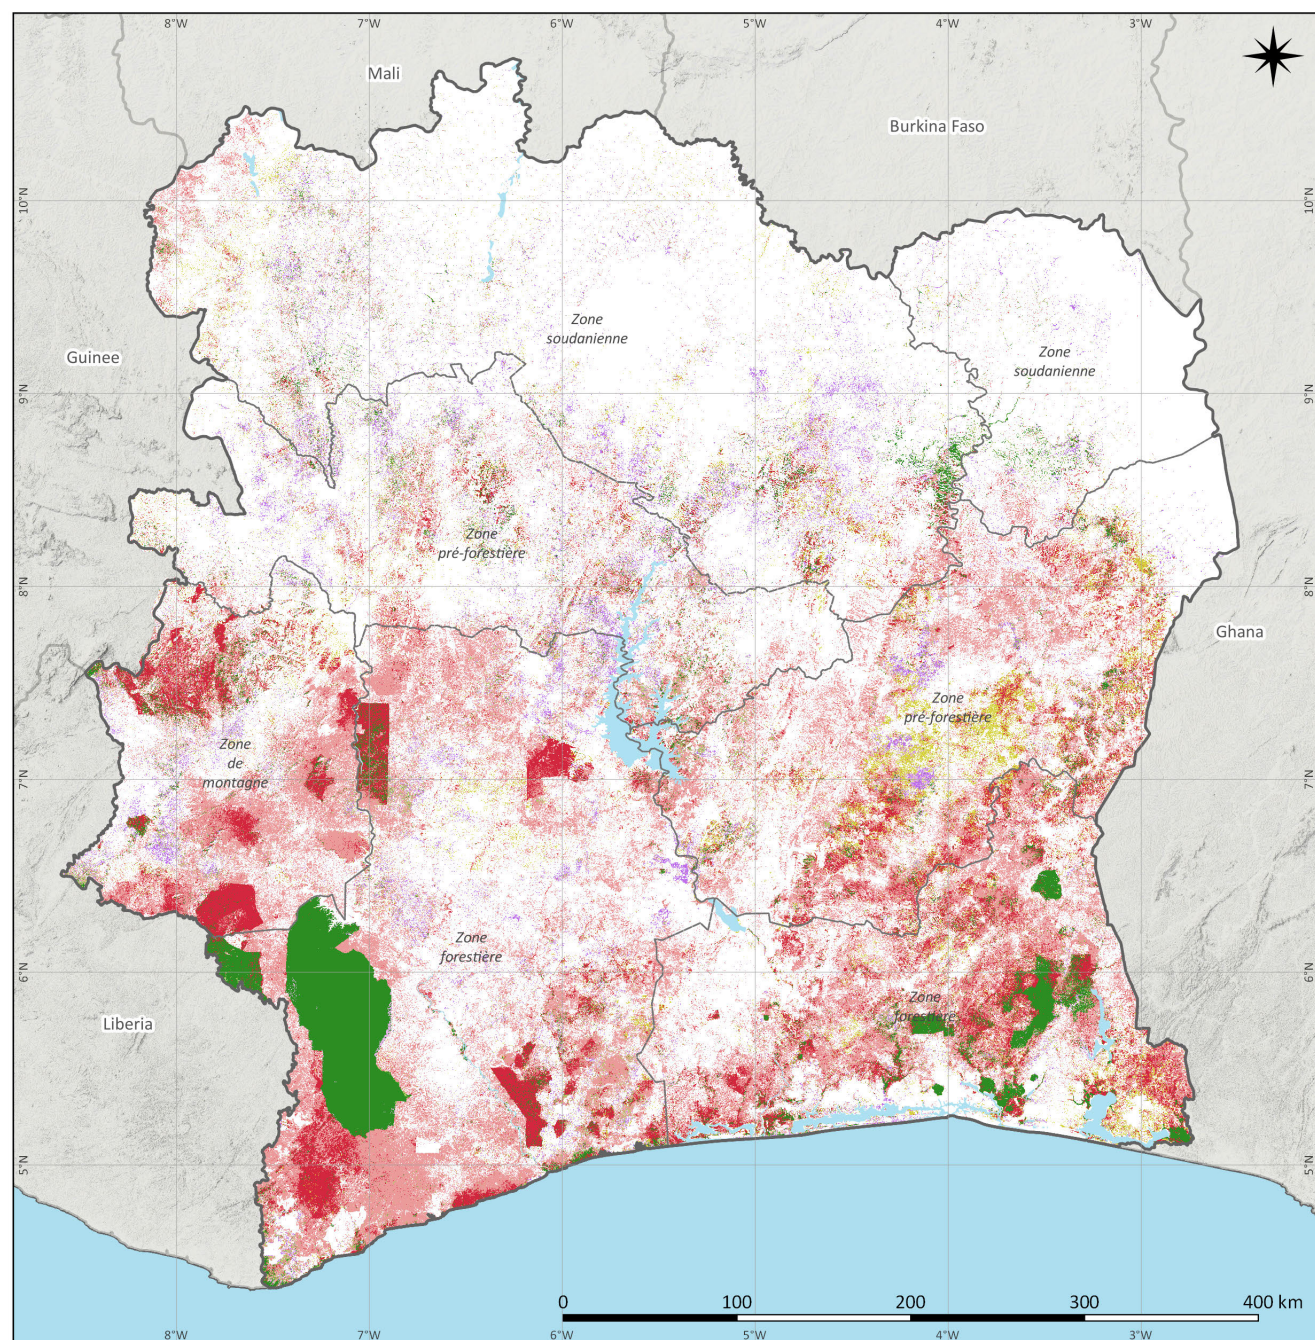 8°W 7°W 6°W 5°W 4°W 3°W
Mali
Burkina Faso
10°N 10°N
Zone
soudanienne
Zone
soudanienne
Guinee
9°N 9°N
Zone
pré-forestière
8°N 8°N
Ghana
Zone
pré-forestière
Zone
de
montagne
7°N 7°N
Zone
forestière
6°N 6°N
Zone
forestière
Liberia
5°N 5°N
0 100 200 300 400 km
8°W 7°W 6°W 5°W 4°W 3°W